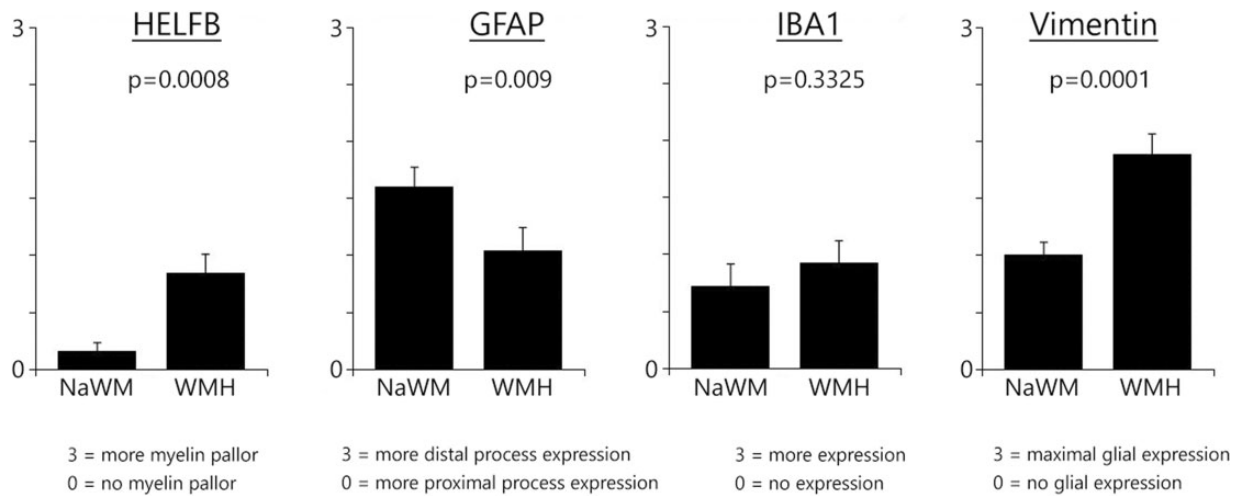 HELFB
p=0.0008
3
0
NaWM WMH
3 = more myelin pallor
0 = no myelin pallor
GFAP
p=0.009
3
0
NaWM WMH
3 = more distal process expression
0 = more proximal process expression
IBA1
p=0.3325
3
0
NaWM WMH
3 = more expression
0 = no expression
Vimentin
p=0.0001
3
0
NaWM WMH
3 = maximal glial expression
0 = no glial expression